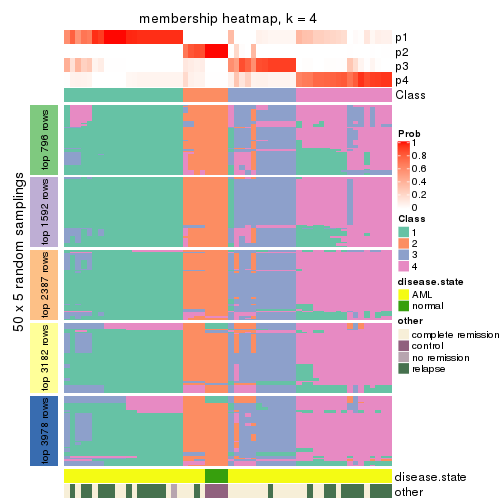 membership heatmap, k = 4
p1
p2
p3
p4
Class
50 x 5 random samplings
top 796 rows
top 1592 rows
top 2387 rows
top 3182 rows
top 3978 rows
disease.state
other
Prob
1
0.8
0.6
0.4
0.2
0
Class
1
2
3
4
disease.state
AML
normal
other
complete remission
control
no remission
relapse